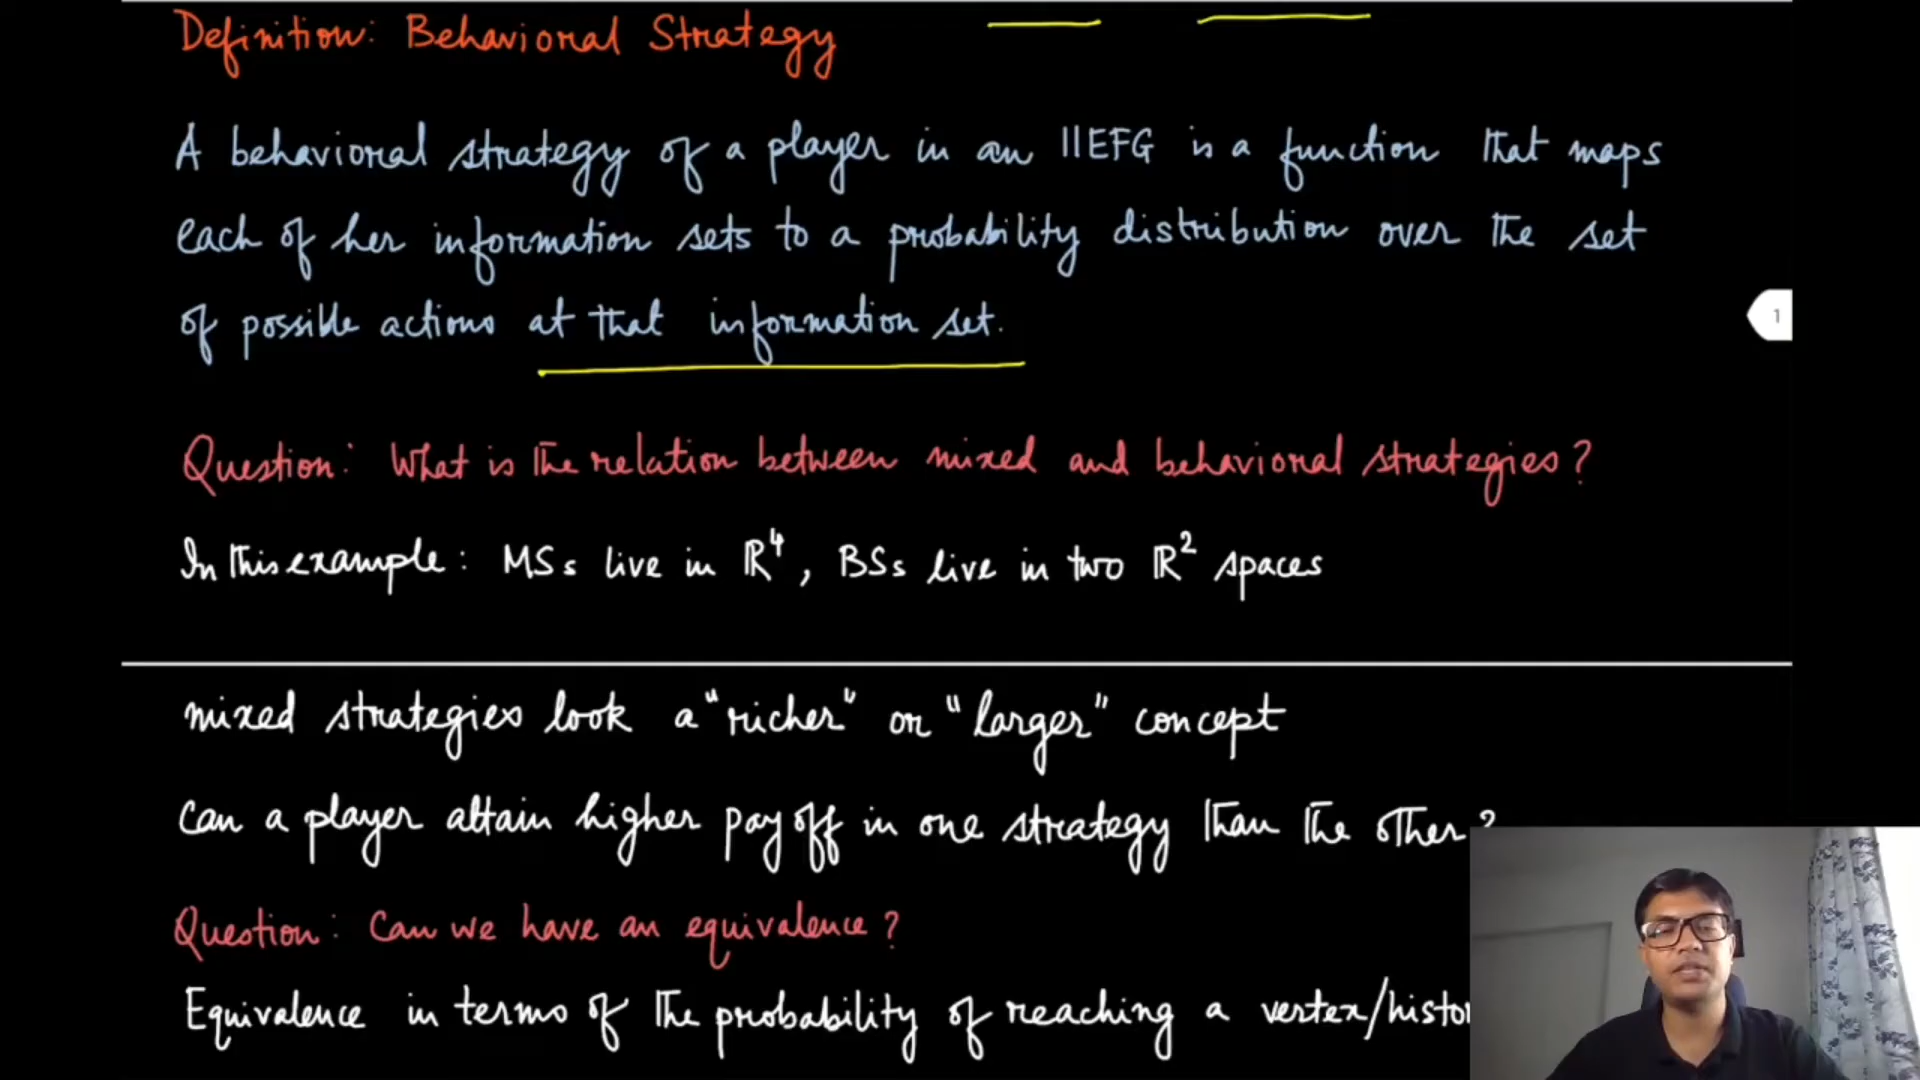 Definition: Behavioral Strategy
A behavioral strategy of a player in an IIEFG is a function that maps
each of her information sets to a probability distribution over the set
of possible actions at that information set.
1
Question: What is the relation between mixed and behavioral strategies?
In this example: MSs live in ℝ⁴, BSs live in two ℝ² spaces
mixed strategies look a "richer" or "larger" concept
Can a player attain higher payoff in one strategy than the other?
Question: Can we have an equivalence?
Equivalence in terms of the probability of reaching a vertex/histor